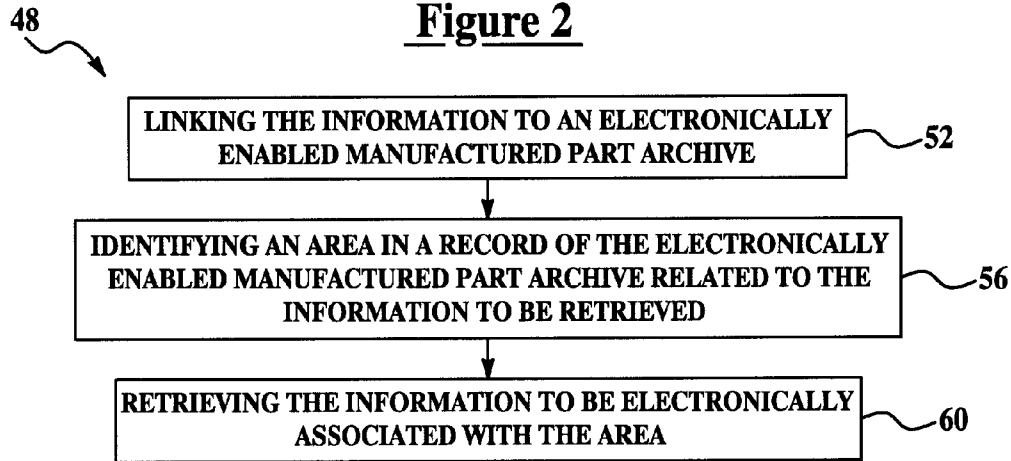 48
Figure 2
LINKING THE INFORMATION TO AN ELECTRONICALLY
ENABLED MANUFACTURED PART ARCHIVE
52
IDENTIFYING AN AREA IN A RECORD OF THE ELECTRONICALLY
ENABLED MANUFACTURED PART ARCHIVE RELATED TO THE
INFORMATION TO BE RETRIEVED
56
RETRIEVING THE INFORMATION TO BE ELECTRONICALLY
ASSOCIATED WITH THE AREA
60